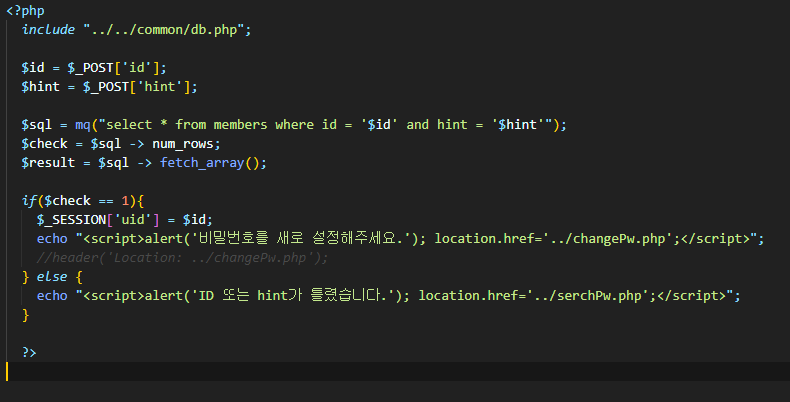 <?php
include "../../common/db.php";
$id = $_POST['id'];
$hint = $_POST['hint'];
$sql = mq("select * from members where id = '$id' and hint = '$hint'");
$check = $sql -> num_rows;
$result = $sql -> fetch_array();
if($check == 1){
$_SESSION['uid'] = $id;
echo "<script>alert('비밀번호를 새로 설정해주세요.'); location.href='../changePw.php';</script>";
//header('Location: ../changePw.php');
} else {
echo "<script>alert('ID 또는 hint가 틀렸습니다.'); location.href='../serchPw.php';</script>";
}
?>